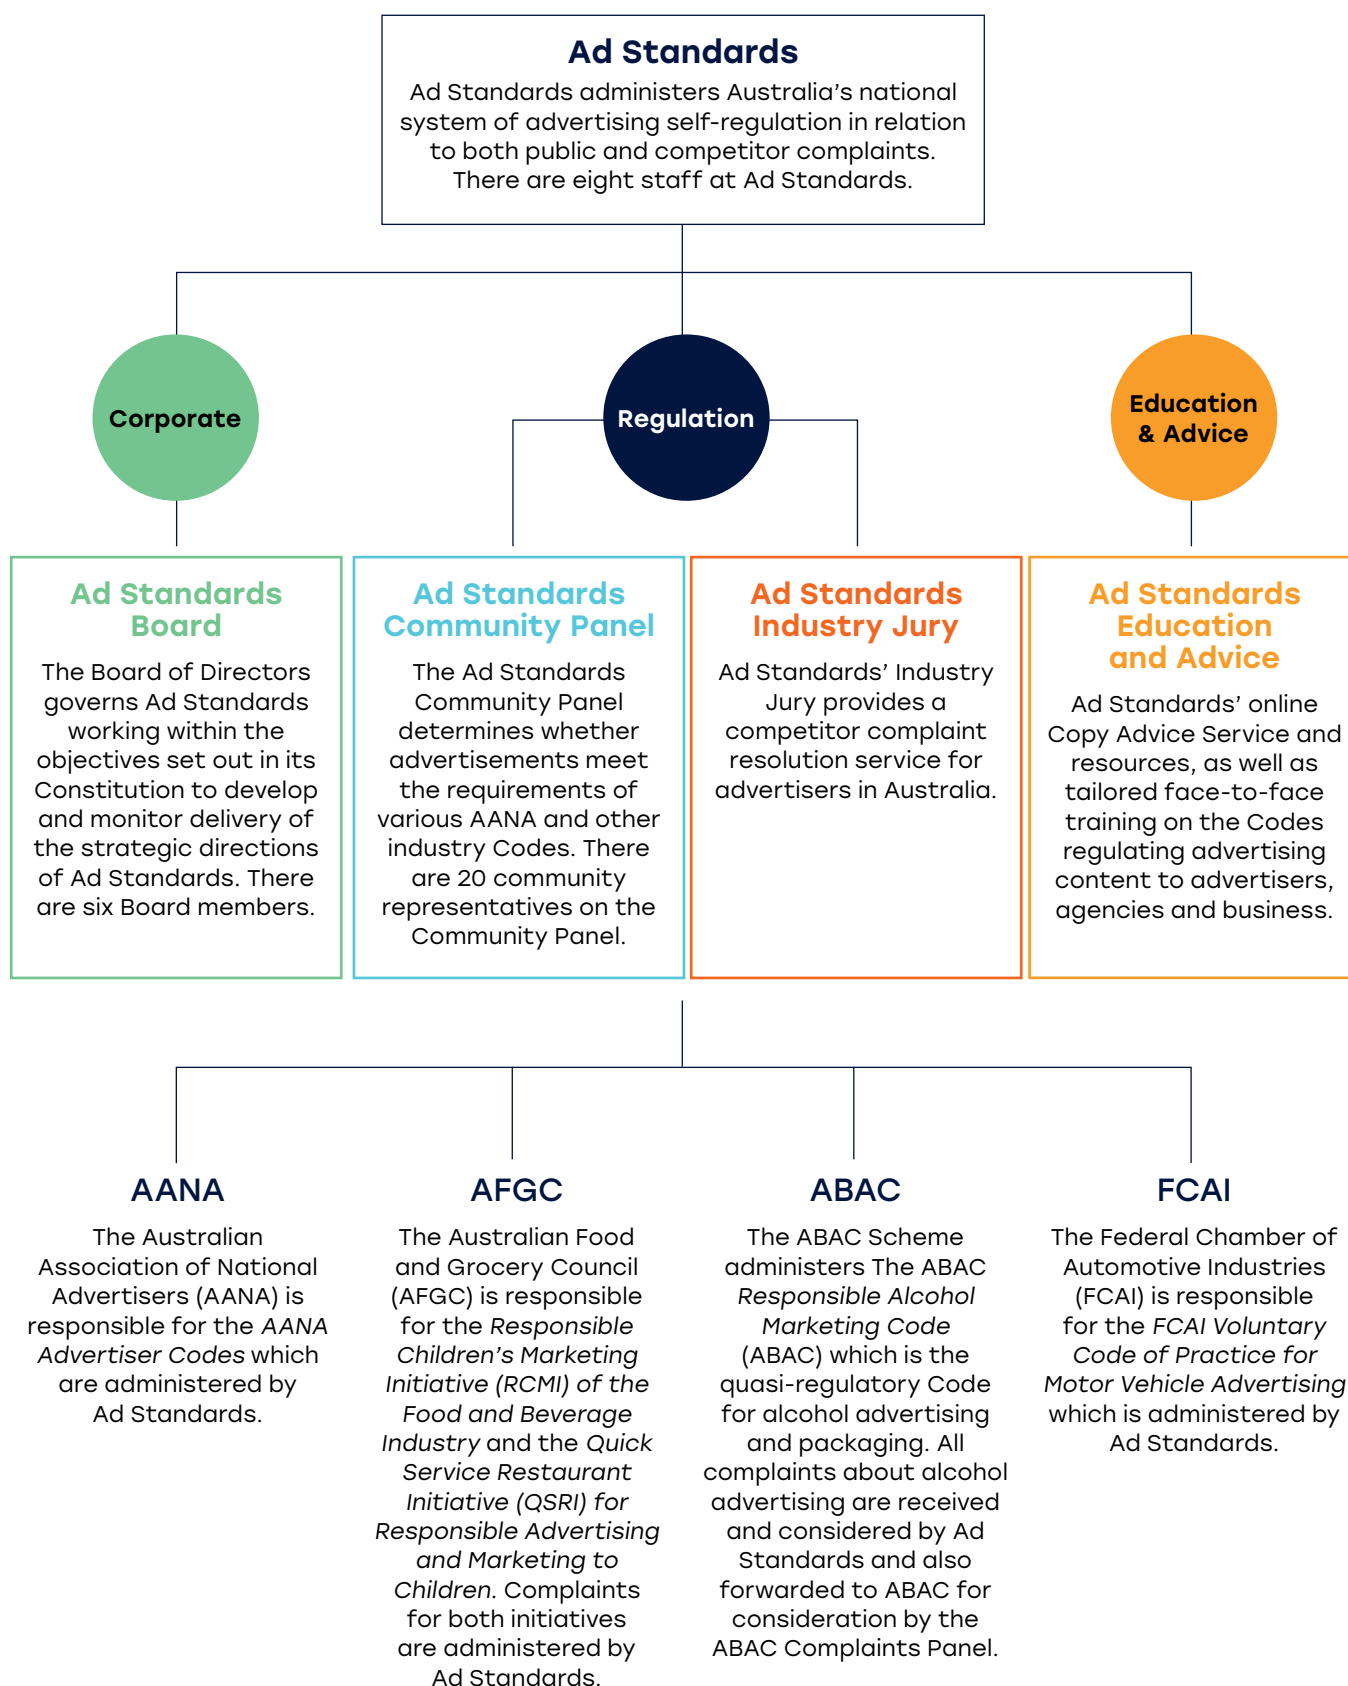 Ad Standards
Ad Standards administers Australia’s national
system of advertising self-regulation in relation
to both public and competitor complaints.
There are eight staff at Ad Standards.
Corporate
Regulation
Education
& Advice
Ad Standards
Board
The Board of Directors
governs Ad Standards
working within the
objectives set out in its
Constitution to develop
and monitor delivery of
the strategic directions
of Ad Standards. There
are six Board members.
Ad Standards
Community Panel
The Ad Standards
Community Panel
determines whether
advertisements meet
the requirements of
various AANA and other
industry Codes. There
are 20 community
representatives on the
Community Panel.
Ad Standards
Industry Jury
Ad Standards’ Industry
Jury provides a
competitor complaint
resolution service for
advertisers in Australia.
Ad Standards
Education
and Advice
Ad Standards’ online
Copy Advice Service and
resources, as well as
tailored face-to-face
training on the Codes
regulating advertising
content to advertisers,
agencies and business.
AANA
The Australian
Association of National
Advertisers (AANA) is
responsible for the AANA
Advertiser Codes which
are administered by
Ad Standards.
AFGC
The Australian Food
and Grocery Council
(AFGC) is responsible
for the Responsible
Children’s Marketing
Initiative (RCMI) of the
Food and Beverage
Industry and the Quick
Service Restaurant
Initiative (QSRI) for
Responsible Advertising
and Marketing to
Children. Complaints
for both initiatives
are administered by
Ad Standards.
ABAC
The ABAC Scheme
administers The ABAC
Responsible Alcohol
Marketing Code
(ABAC) which is the
quasi-regulatory Code
for alcohol advertising
and packaging. All
complaints about alcohol
advertising are received
and considered by Ad
Standards and also
forwarded to ABAC for
consideration by the
ABAC Complaints Panel.
FCAI
The Federal Chamber of
Automotive Industries
(FCAI) is responsible
for the FCAI Voluntary
Code of Practice for
Motor Vehicle Advertising
which is administered by
Ad Standards.